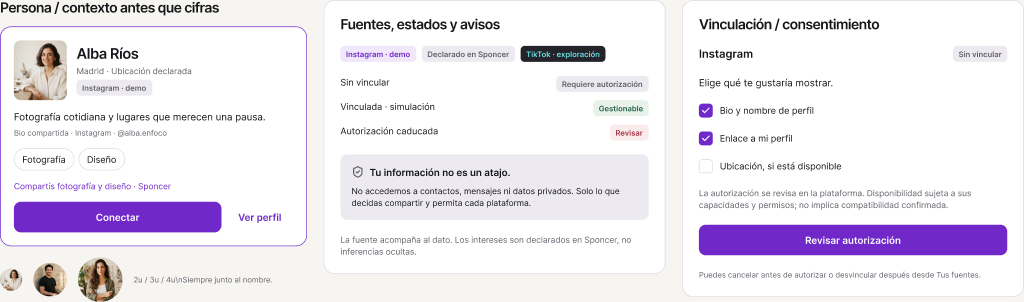 Persona / contexto antes que cifras
Alba Ríos
Madrid · Ubicación declarada
Instagram · demo
Fotografía cotidiana y lugares que merecen una pausa.
Bio compartida · Instagram · @alba.enfoco
Fotografía
Diseño
Compartís fotografía y diseño · Sponcer
Conectar
Ver perfil
2u / 3u / 4u\nSiempre junto al nombre.
Fuentes, estados y avisos
Instagram · demo
Declarado en Sponcer
TikTok · exploración
Sin vincular
Requiere autorización
Vinculada · simulación
Gestionable
Autorización caducada
Revisar
Tu información no es un atajo.
No accedemos a contactos, mensajes ni datos privados. Solo lo que
decidas compartir y permita cada plataforma.
La fuente acompaña al dato. Los intereses son declarados en Sponcer, no
inferencias ocultas.
Vinculación / consentimiento
Instagram
Sin vincular
Elige qué te gustaría mostrar.
Bio y nombre de perfil
Enlace a mi perfil
Ubicación, si está disponible
La autorización se revisa en la plataforma. Disponibilidad sujeta a sus
capacidades y permisos; no implica compatibilidad confirmada.
Revisar autorización
Puedes cancelar antes de autorizar o desvincular después desde Tus fuentes.